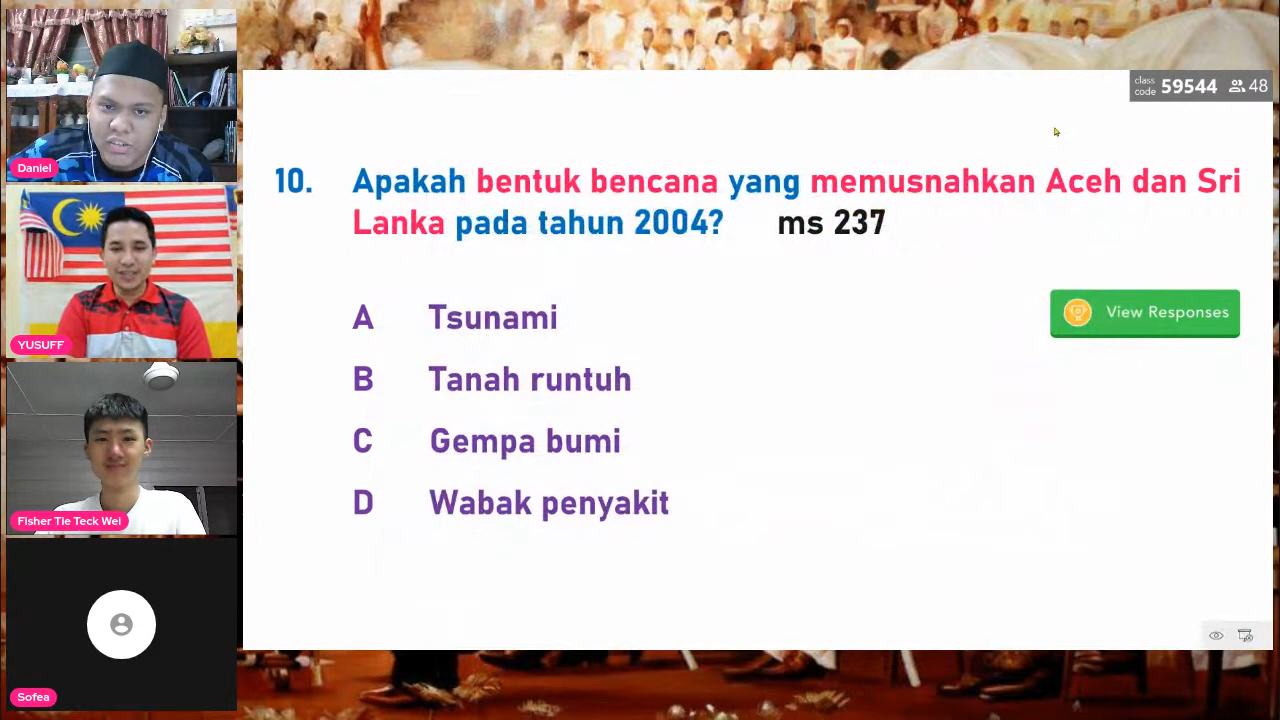 Daniel
YUSUFF
Fisher Tie Teck Wei
Sofea
class
code 59544 48
10. Apakah bentuk bencana yang memusnahkan Aceh dan Sri
Lanka pada tahun 2004? ms 237
A Tsunami
B Tanah runtuh
C Gempa bumi
D Wabak penyakit
View Responses